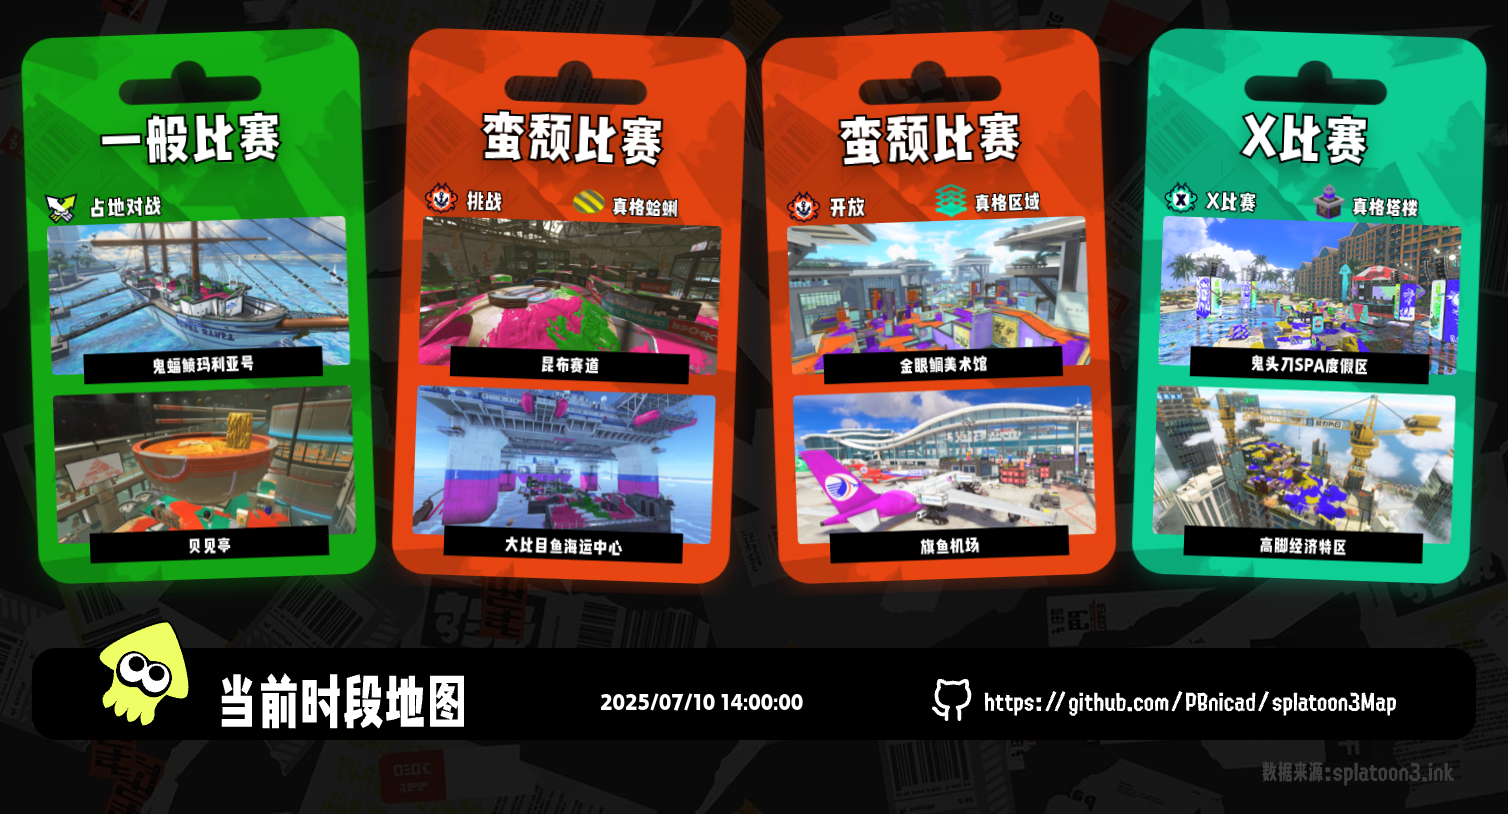 一般比赛
占地对战
鬼蝠鲼玛利亚号
贝见亭
蛮颓比赛
挑战
真格蛤蜊
昆布赛道
大比目鱼海运中心
蛮颓比赛
开放
真格区域
金眼鲷美术馆
旗鱼机场
X比赛
X比赛
真格塔楼
鬼头刀SPA度假区
高脚经济特区
当前时段地图
2025/07/10 14:00:00
https://github.com/PBnicad/splatoon3Map
数据来源:splatoon3.ink